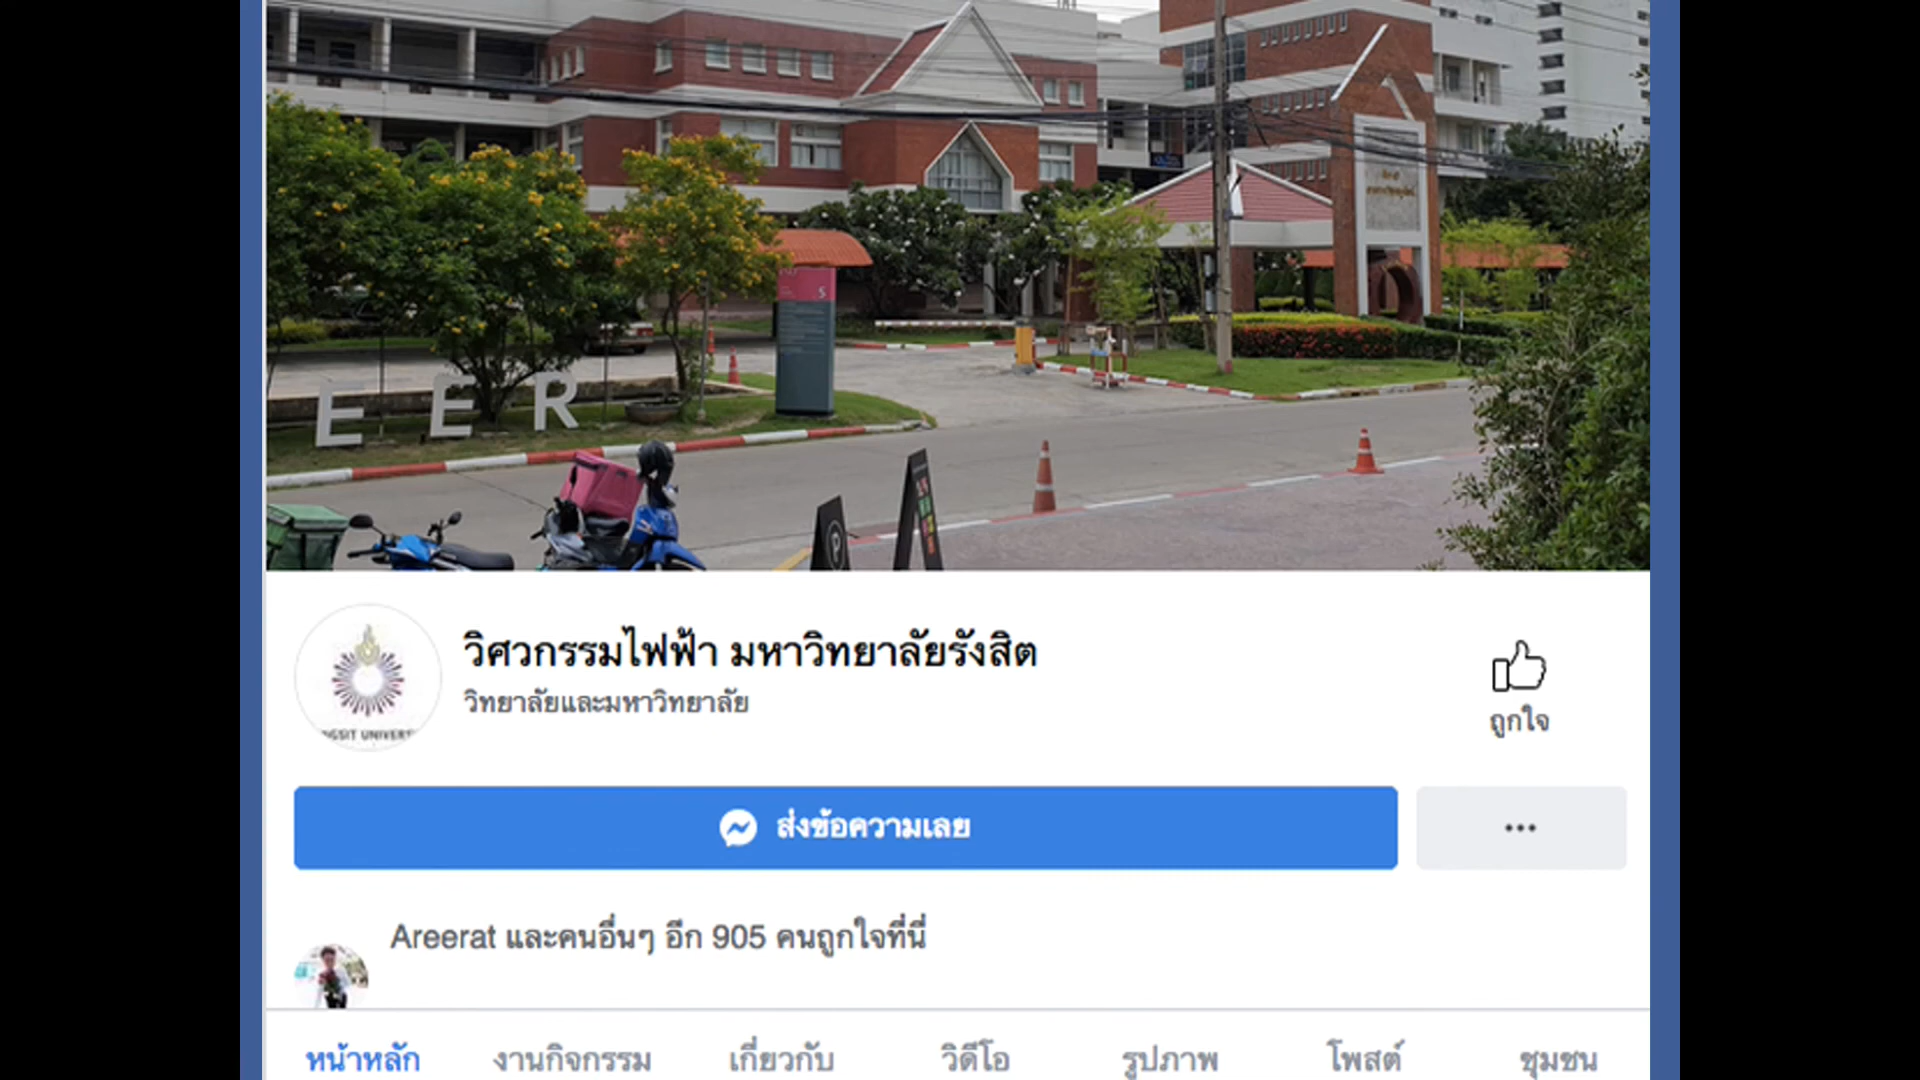 E E R
S
P
วิศวกรรมไฟฟ้า มหาวิทยาลัยรังสิต
วิทยาลัยและมหาวิทยาลัย
ถูกใจ
ส่งข้อความเลย
Areerat และคนอื่นๆ อีก 905 คนถูกใจที่นี่
หน้าหลัก งานกิจกรรม เกี่ยวกับ วิดีโอ รูปภาพ โพสต์ ชุมชน